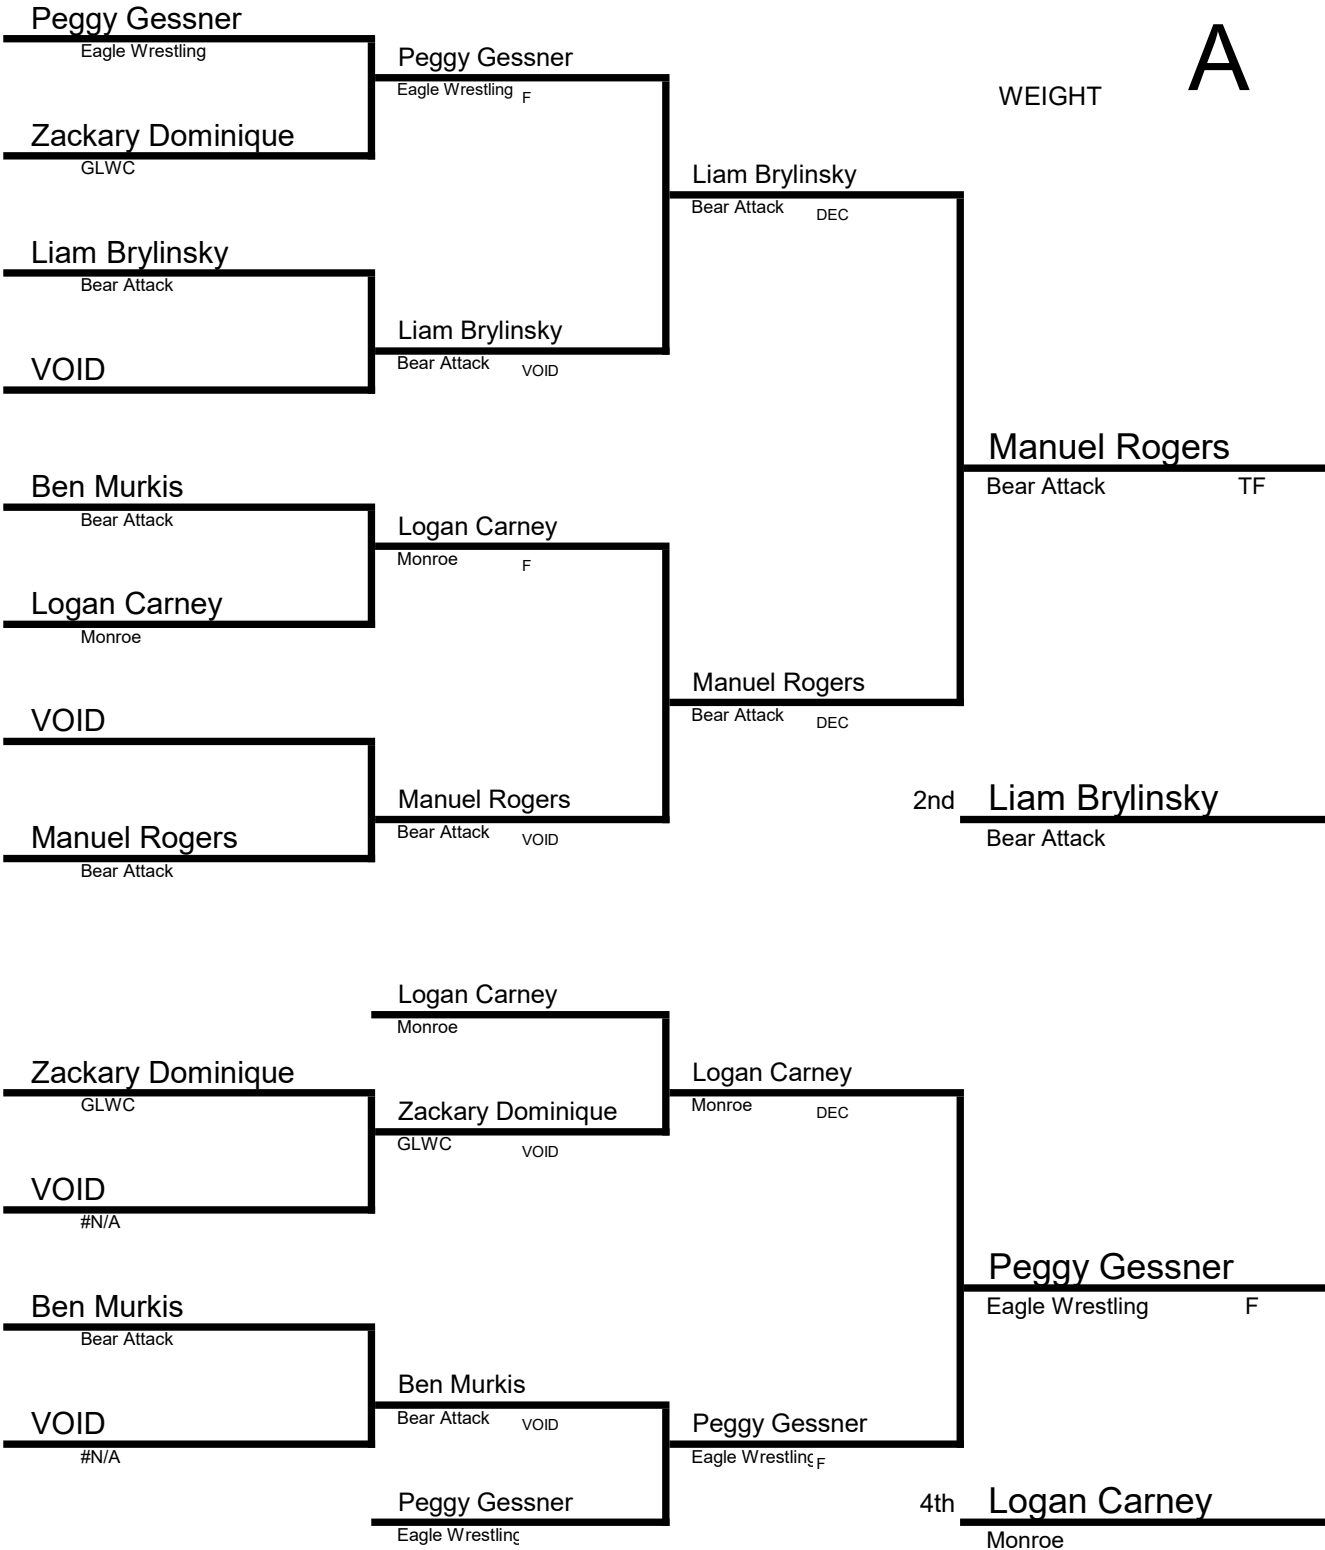 Peggy Gessner
Eagle Wrestling
Peggy Gessner
Eagle Wrestling F
A
WEIGHT
Zackary Dominique
GLWC
Liam Brylinsky
Bear Attack DEC
Liam Brylinsky
Bear Attack
Liam Brylinsky
Bear Attack VOID
VOID
Manuel Rogers
Bear Attack TF
Ben Murkis
Bear Attack
Logan Carney
Monroe F
Logan Carney
Monroe
Manuel Rogers
Bear Attack DEC
VOID
Manuel Rogers
Bear Attack VOID
2nd Liam Brylinsky
Bear Attack
Manuel Rogers
Bear Attack
Logan Carney
Monroe
Zackary Dominique
GLWC
Logan Carney
Monroe DEC
Zackary Dominique
GLWC VOID
VOID
#N/A
Peggy Gessner
Eagle Wrestling F
Ben Murkis
Bear Attack
Ben Murkis
Bear Attack VOID
VOID
#N/A
Peggy Gessner
Eagle Wrestling F
Peggy Gessner
Eagle Wrestling
4th Logan Carney
Monroe